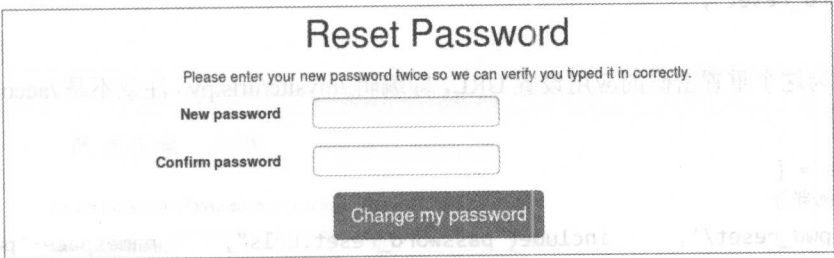 Reset Password
Please enter your new password twice so we can verify you typed it in correctly.
New password
Confirm password
Change my password